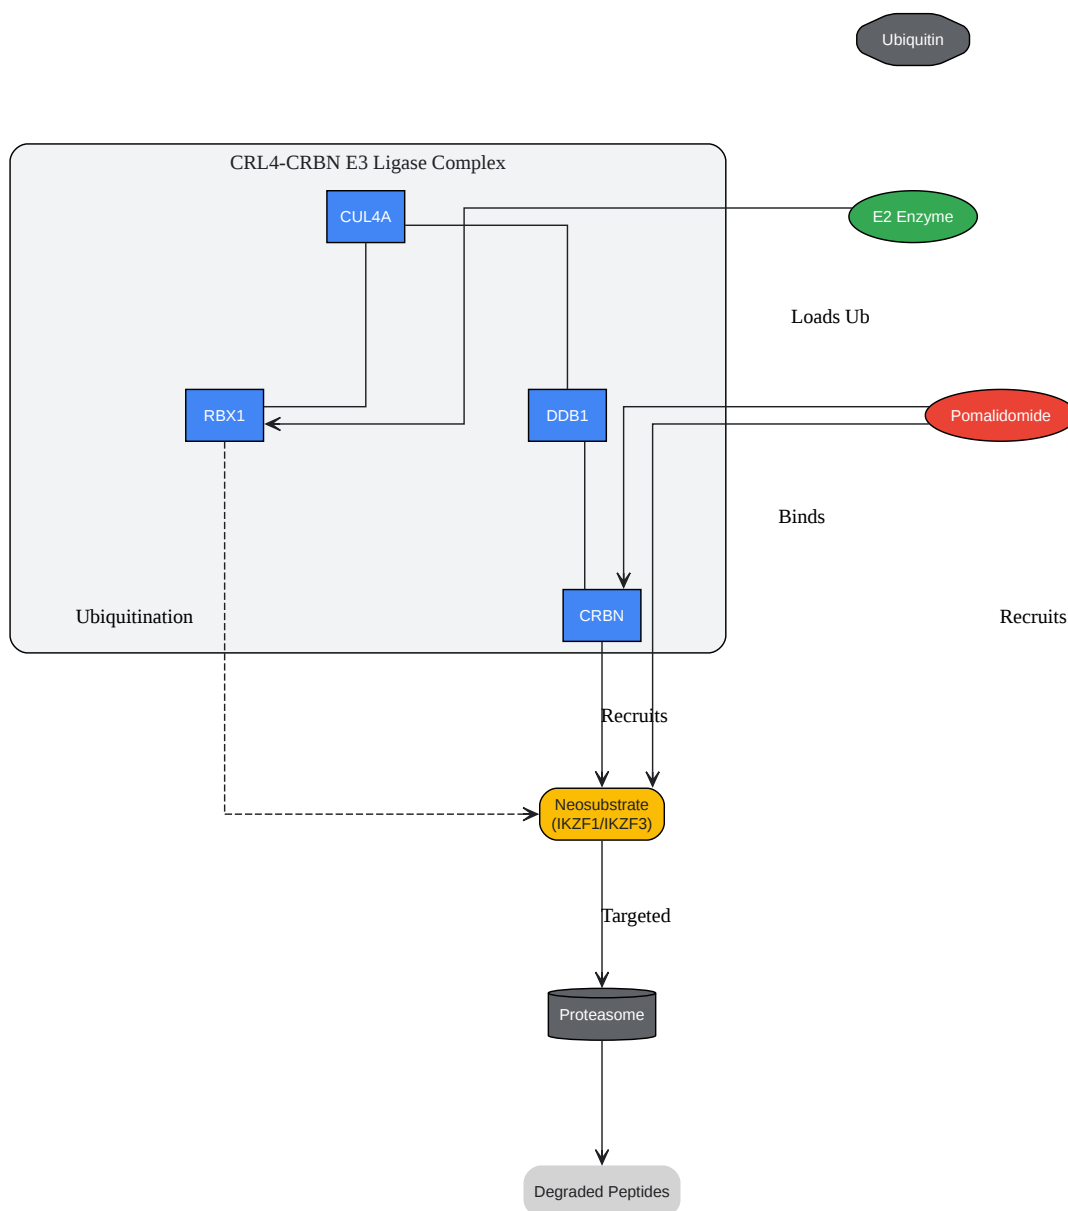 Ubiquitin
CRL4-CRBN E3 Ligase Complex
CUL4A
E2 Enzyme
Loads Ub
RBX1
DDB1
Pomalidomide
Binds
Ubiquitination
CRBN
Recruits
Recruits
Neosubstrate
(IKZF1/IKZF3)
Targeted
Proteasome
Degraded Peptides